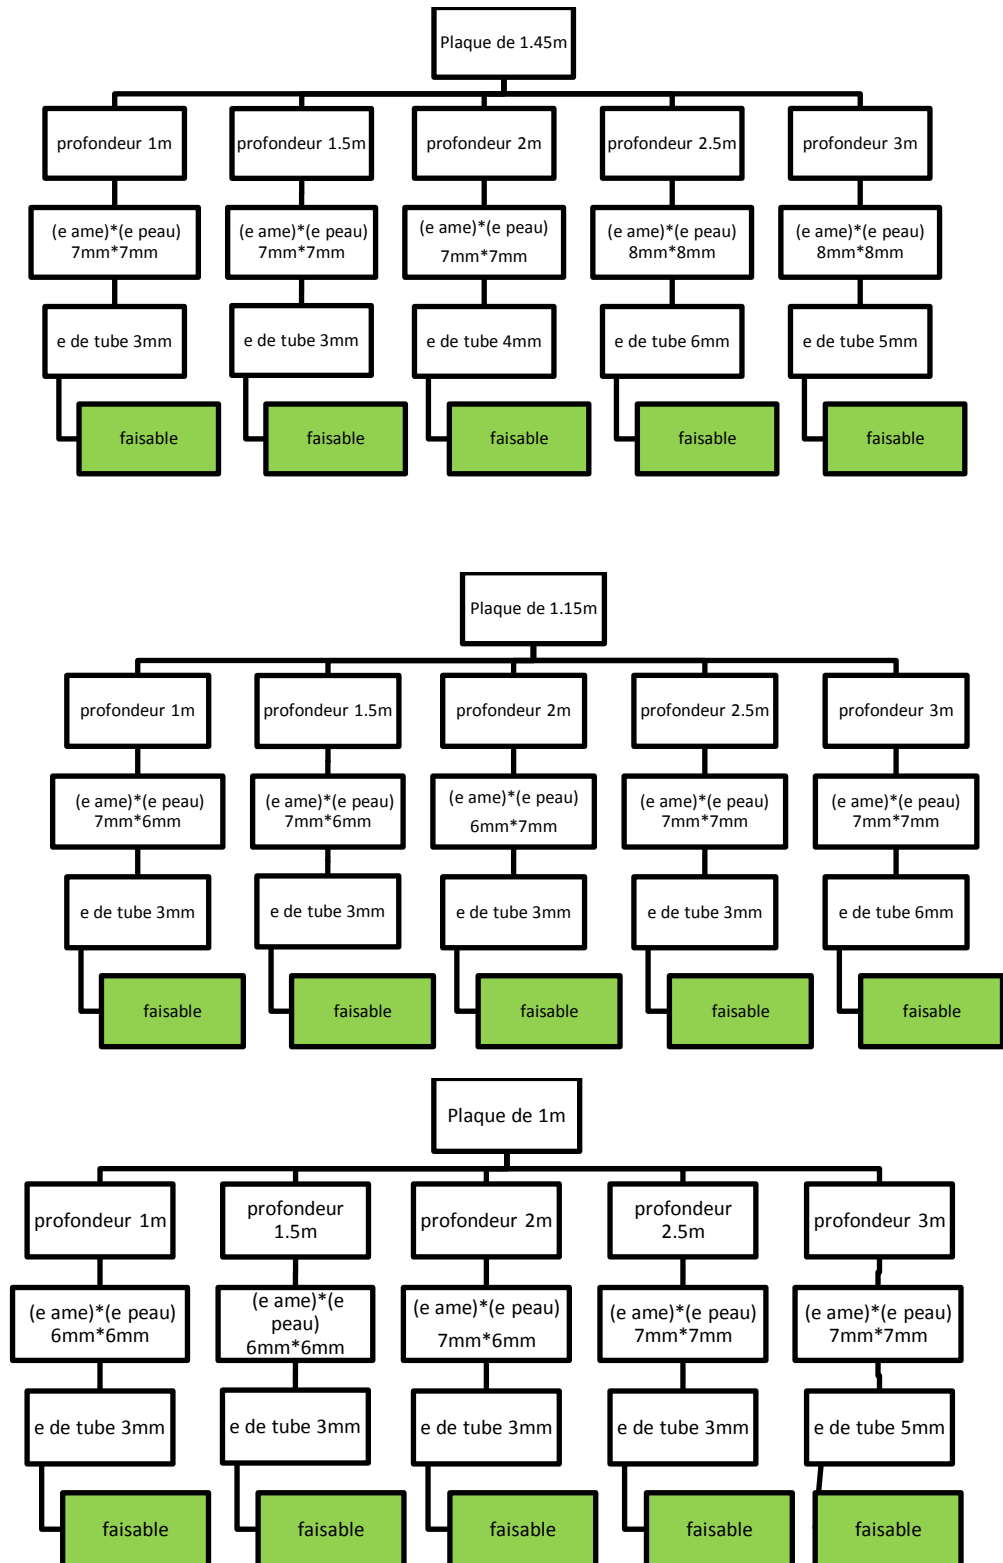 Plaque de 1.45m
profondeur 1m
profondeur 1.5m
profondeur 2m
profondeur 2.5m
profondeur 3m
(e ame)*(e peau)
7mm*7mm
(e ame)*(e peau)
7mm*7mm
(e ame)*(e peau)
7mm*7mm
(e ame)*(e peau)
8mm*8mm
(e ame)*(e peau)
8mm*8mm
e de tube 3mm
e de tube 3mm
e de tube 4mm
e de tube 6mm
e de tube 5mm
faisable
faisable
faisable
faisable
faisable
Plaque de 1.15m
profondeur 1m
profondeur 1.5m
profondeur 2m
profondeur 2.5m
profondeur 3m
(e ame)*(e peau)
7mm*6mm
(e ame)*(e peau)
7mm*6mm
(e ame)*(e peau)
6mm*7mm
(e ame)*(e peau)
7mm*7mm
(e ame)*(e peau)
7mm*7mm
e de tube 3mm
e de tube 3mm
e de tube 3mm
e de tube 3mm
e de tube 6mm
faisable
faisable
faisable
faisable
faisable
Plaque de 1m
profondeur 1m
profondeur
1.5m
profondeur 2m
profondeur
2.5m
profondeur 3m
(e ame)*(e peau)
6mm*6mm
(e ame)*(e
peau)
6mm*6mm
(e ame)*(e peau)
7mm*6mm
(e ame)*(e peau)
7mm*7mm
(e ame)*(e peau)
7mm*7mm
e de tube 3mm
e de tube 3mm
e de tube 3mm
e de tube 3mm
e de tube 5mm
faisable
faisable
faisable
faisable
faisable